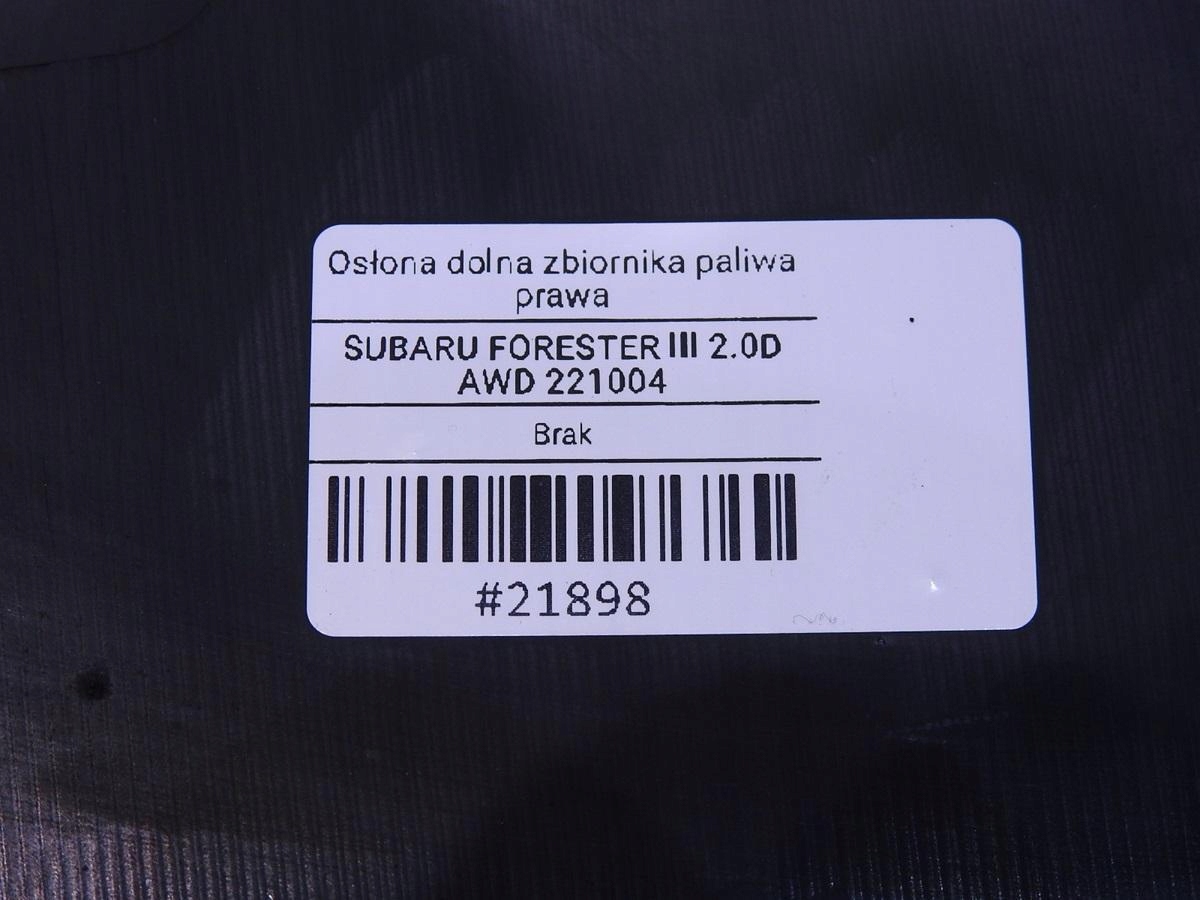 Osłona dolna zbiornika paliwa
prawa
SUBARU FORESTER III 2.0D
AWD 221004
Brak
#21898